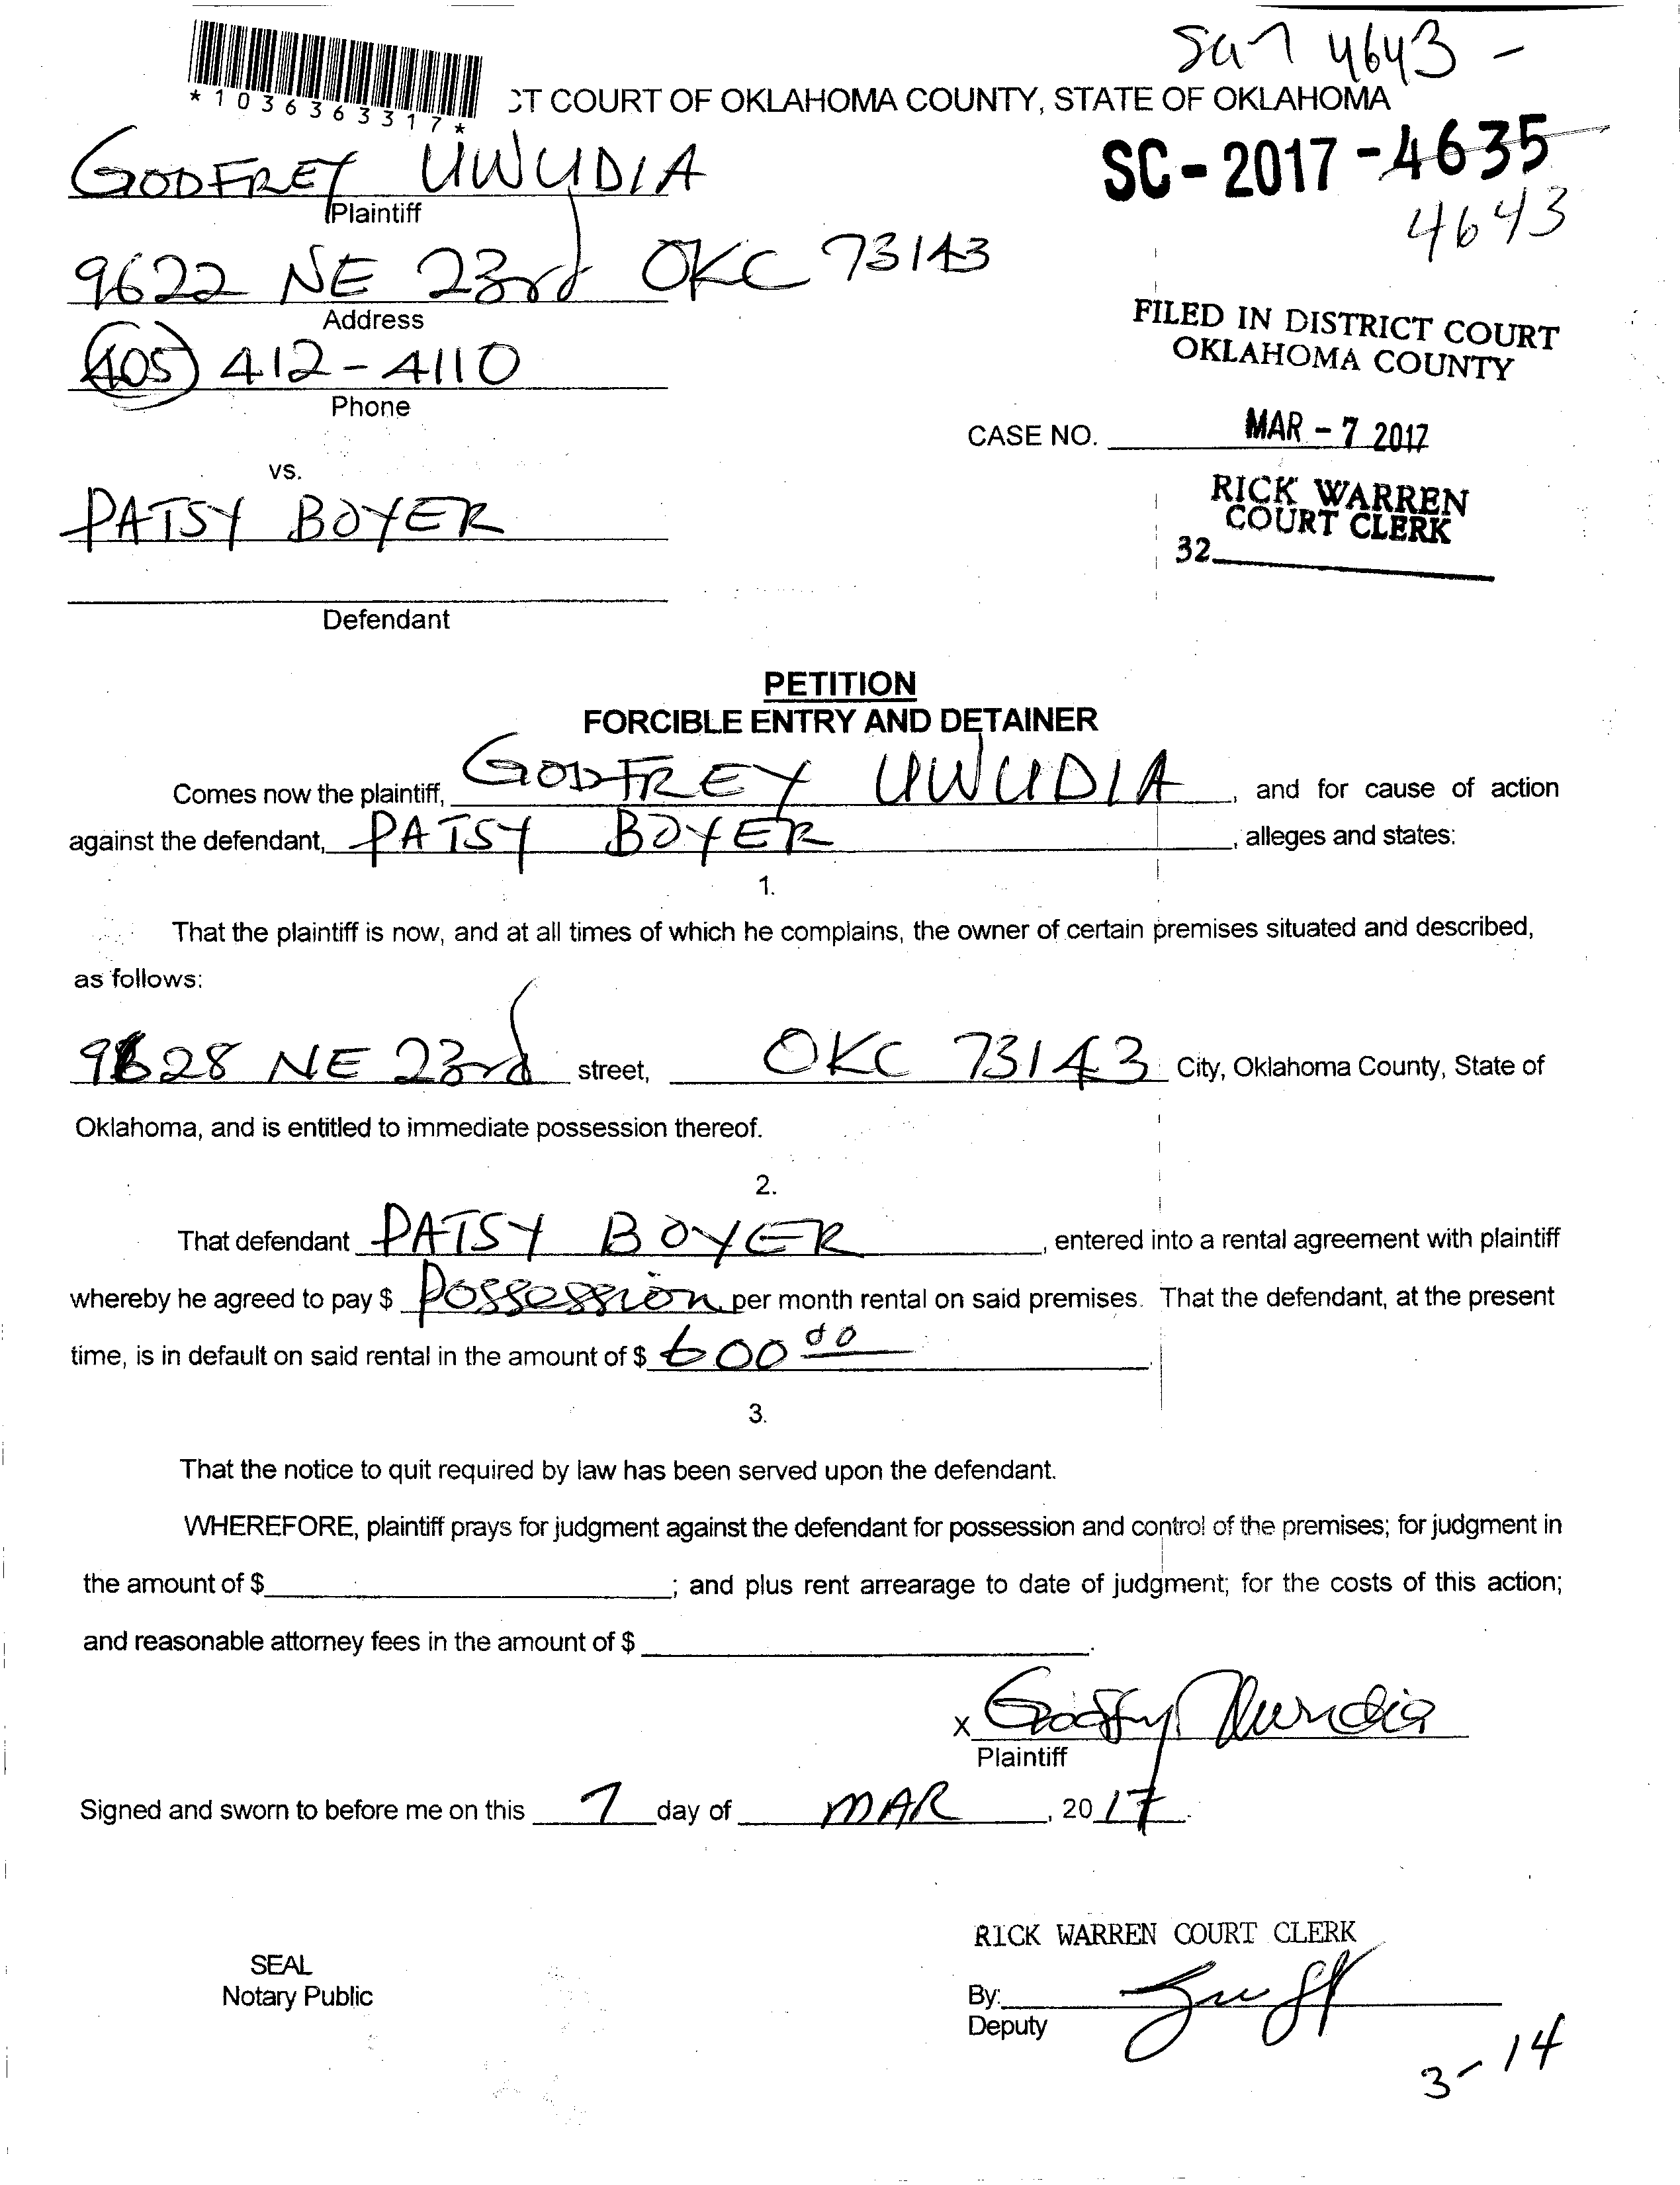 SC17 4643 -
*1036363317*
CT COURT OF OKLAHOMA COUNTY, STATE OF OKLAHOMA
GODFREY UWUDIA
Plaintiff
SC-2017-4635
4643
9622 NE 23rd OKC 73143
Address
FILED IN DISTRICT COURT
OKLAHOMA COUNTY
(405) 412-4110
Phone
CASE NO.
MAR - 7 2017
vs.
RICK WARREN
COURT CLERK
PATSY BOYER
32
Defendant
PETITION
FORCIBLE ENTRY AND DETAINER
Comes now the plaintiff, GODFREY UWUDIA, and for cause of action
against the defendant, PATSY BOYER, alleges and states:
1.
That the plaintiff is now, and at all times of which he complains, the owner of certain premises situated and described,
as follows:
9628 NE 23rd street, OKC 73143 City, Oklahoma County, State of
Oklahoma, and is entitled to immediate possession thereof.
2.
That defendant PATSY BOYER, entered into a rental agreement with plaintiff
whereby he agreed to pay $ Possession per month rental on said premises. That the defendant, at the present
time, is in default on said rental in the amount of $ 600 00.
3.
That the notice to quit required by law has been served upon the defendant.
WHEREFORE, plaintiff prays for judgment against the defendant for possession and control of the premises; for judgment in
the amount of $ ; and plus rent arrearage to date of judgment; for the costs of this action;
and reasonable attorney fees in the amount of $ .
X Godfrey Uwudia
Plaintiff
Signed and sworn to before me on this 7 day of MAR, 2017.
RICK WARREN COURT CLERK
SEAL
Notary Public
By:
Deputy
3-14